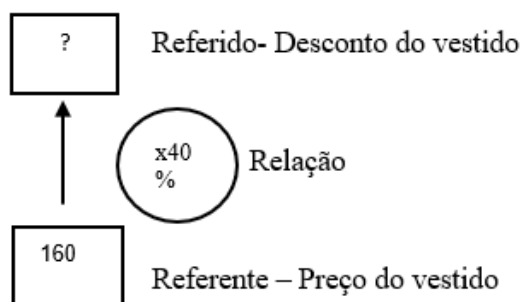 ?
Referido- Desconto do vestido
x40
%
Relação
160
Referente – Preço do vestido